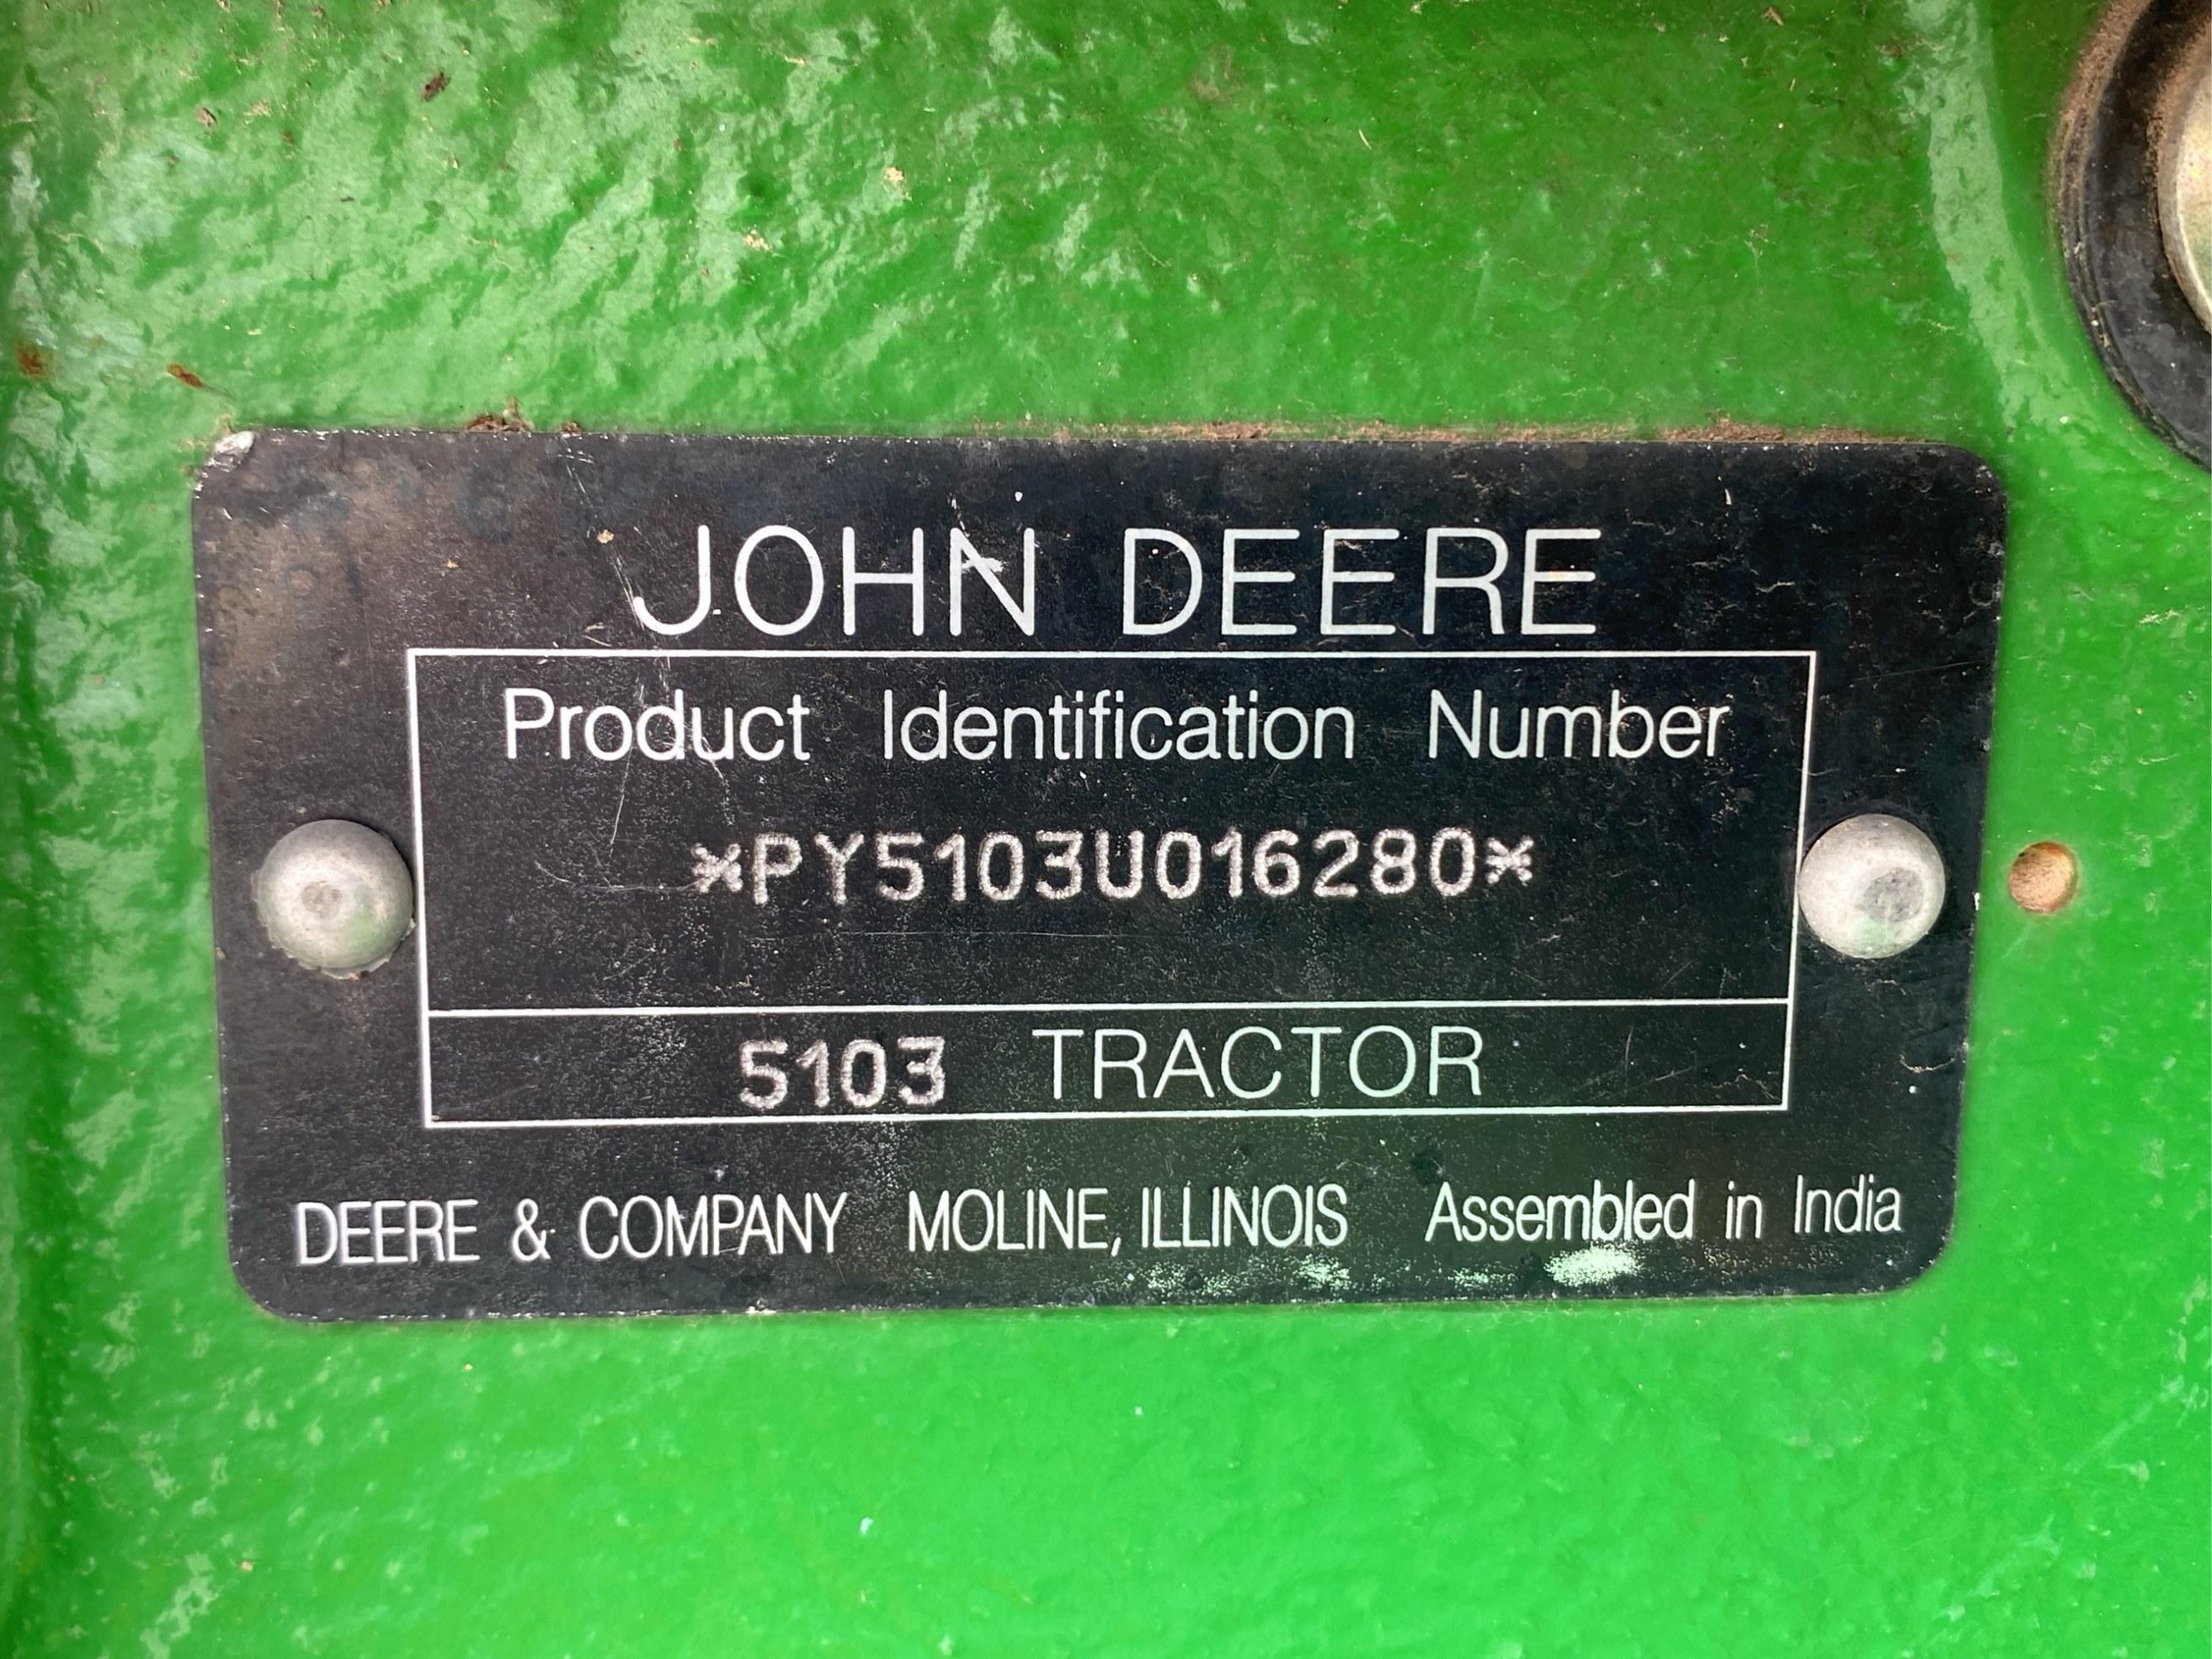 JOHN DEERE
Product Identification Number
*PY5103U016280*
5103 TRACTOR
DEERE & COMPANY MOLINE, ILLINOIS Assembled in India